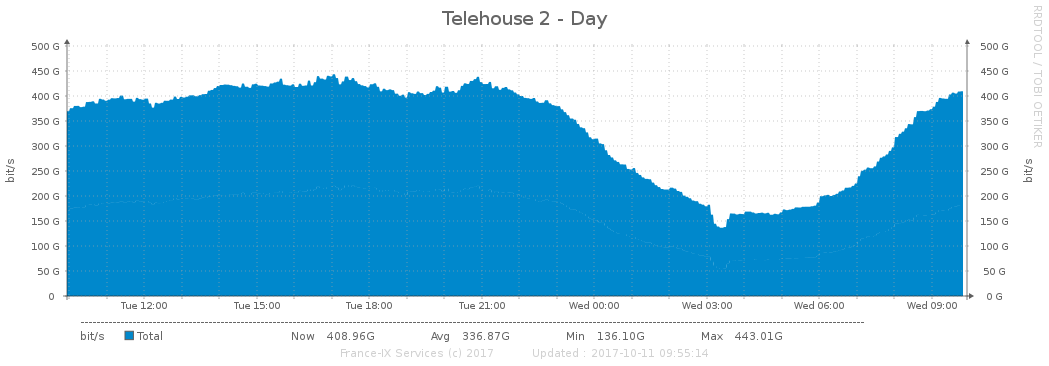 Telehouse 2 - Day
RRDTOOL / TOBI OETIKER
500 G 500 G
450 G 450 G
400 G 400 G
350 G 350 G
300 G 300 G
250 G 250 G
200 G 200 G
150 G 150 G
100 G 100 G
50 G 50 G
0 0 G
bit/s bit/s
Tue 12:00 Tue 15:00 Tue 18:00 Tue 21:00 Wed 00:00 Wed 03:00 Wed 06:00 Wed 09:00
bit/s Total Now 408.96G Avg 336.87G Min 136.10G Max 443.01G
France-IX Services (c) 2017 Updated : 2017-10-11 09:55:14